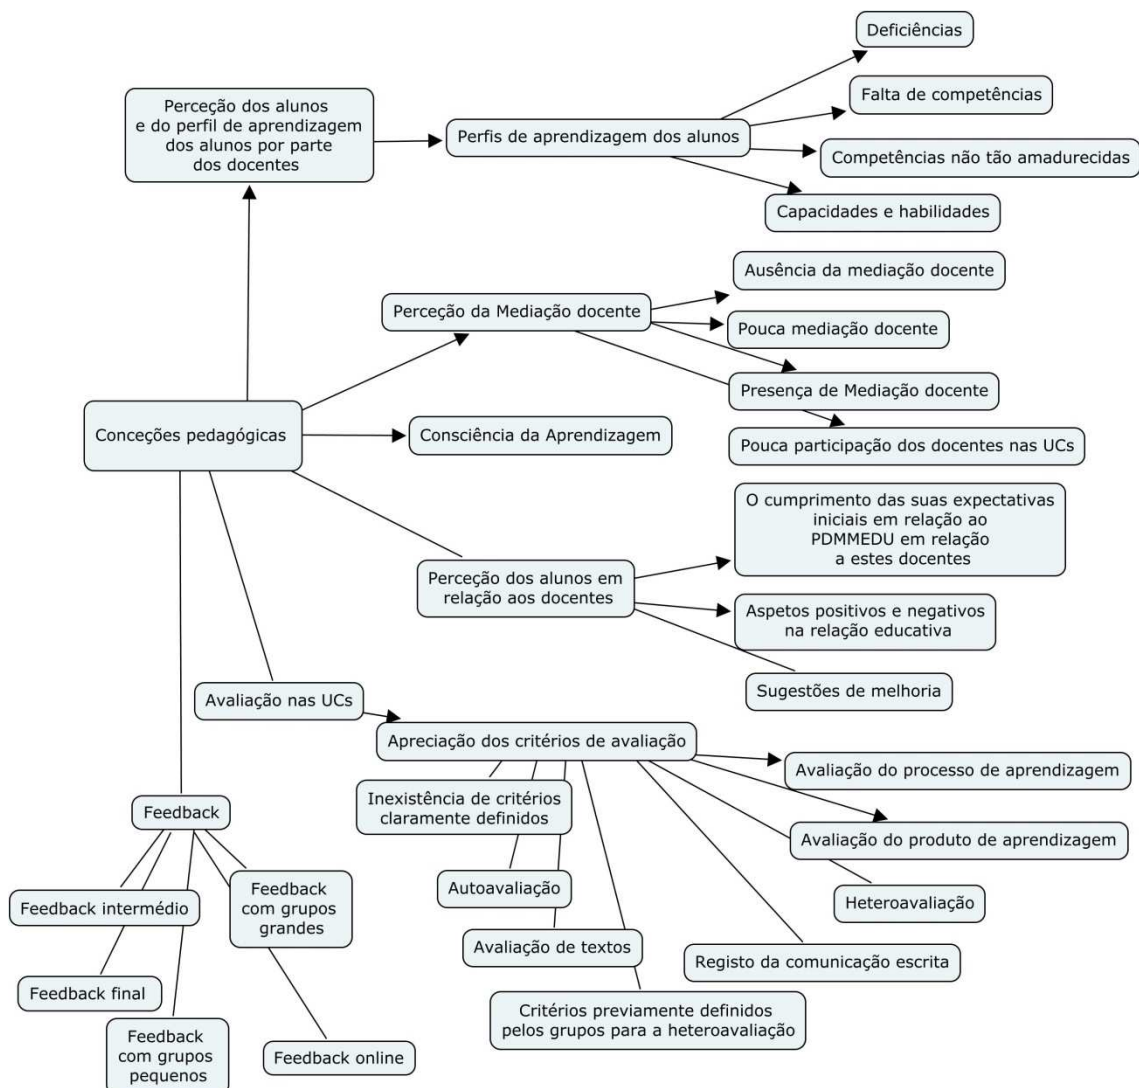 Deficiências
Perceção dos alunos
e do perfil de aprendizagem
dos alunos por parte
dos docentes
Perfis de aprendizagem dos alunos
Falta de competências
Competências não tão amadurecidas
Capacidades e habilidades
Ausência da mediação docente
Perceção da Mediação docente
Pouca mediação docente
Presença de Mediação docente
Conceções pedagógicas
Consciência da Aprendizagem
Pouca participação dos docentes nas UCs
O cumprimento das suas expectativas
iniciais em relação ao
PDMMEDU em relação
a estes docentes
Perceção dos alunos em
relação aos docentes
Aspetos positivos e negativos
na relação educativa
Sugestões de melhoria
Avaliação nas UCs
Apreciação dos critérios de avaliação
Avaliação do processo de aprendizagem
Inexistência de critérios
claramente definidos
Avaliação do produto de aprendizagem
Feedback
Autoavaliação
Heteroavaliação
Feedback intermédio
Feedback
com grupos
grandes
Avaliação de textos
Registo da comunicação escrita
Feedback final
Critérios previamente definidos
pelos grupos para a heteroavaliação
Feedback
com grupos
pequenos
Feedback online